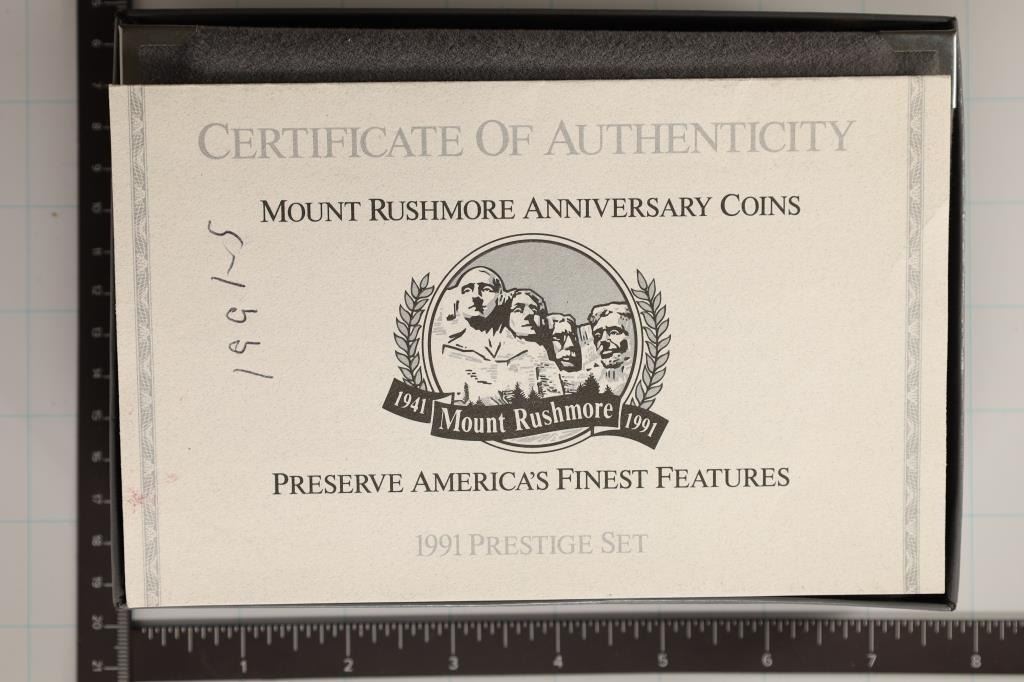 CERTIFICATE OF AUTHENTICITY
MOUNT RUSHMORE ANNIVERSARY COINS
1991-S
1941 Mount Rushmore 1991
PRESERVE AMERICA'S FINEST FEATURES
1991 PRESTIGE SET
1 2 3 4 5 6 7 8